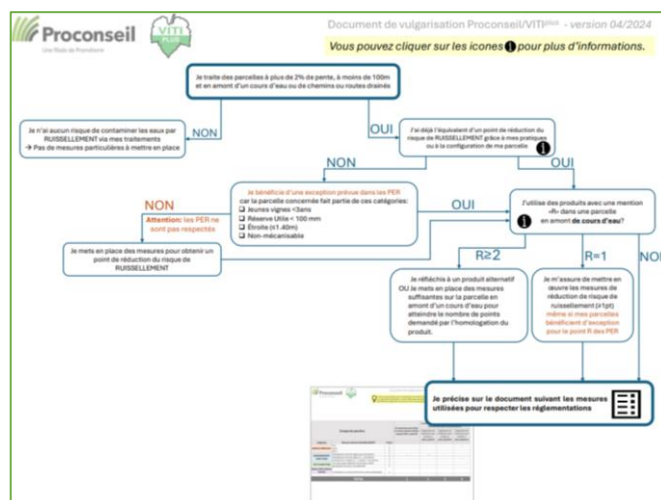 Proconseil
Une filiale de Prométerre
VITI
PLUS
Document de vulgarisation Proconseil/VITIplus - version 04/2024
Vous pouvez cliquer sur les icones i pour plus d'informations.
Je traite des parcelles à plus de 2% de pente, à moins de 100m
et en amont d'un cours d'eau ou de chemins ou routes drainés
NON
OUI
Je n'ai aucun risque de contaminer les eaux par
RUISSELLEMENT via mes traitements
→ Pas de mesures particulières à mettre en place
J'ai déjà l'équivalent d'un point de réduction du
risque de RUISSELLEMENT grâce à mes pratiques
ou à la configuration de ma parcelle
NON
OUI
Je bénéficie d'une exception prévue dans les PER
car la parcelle concernée fait partie de ces catégories:
❑ Jeunes vignes <3ans
❑ Réserve Utile < 100 mm
❑ Étroite (≤1.40m)
❑ Non-mécanisable
NON
Attention: les PER ne
sont pas respectés
OUI
J'utilise des produits avec une mention
«R» dans une parcelle
en amont de cours d'eau?
Je mets en place des mesures pour obtenir un
point de réduction du risque de
RUISSELLEMENT
R≥2
R=1
NON
Je réfléchis à un produit alternatif
OU Je mets en place des mesures
suffisantes sur la parcelle en
amont d'un cours d'eau pour
atteindre le nombre de points
demandé par l'homologation du
produit.
Je m'assure de mettre en
œuvre les mesures de
réduction de risque de
ruissellement (≥1pt)
même si mes parcelles
bénéficient d'exception
pour le point R des PER
Je précise sur le document suivant les mesures
utilisées pour respecter les réglementations
Proconseil